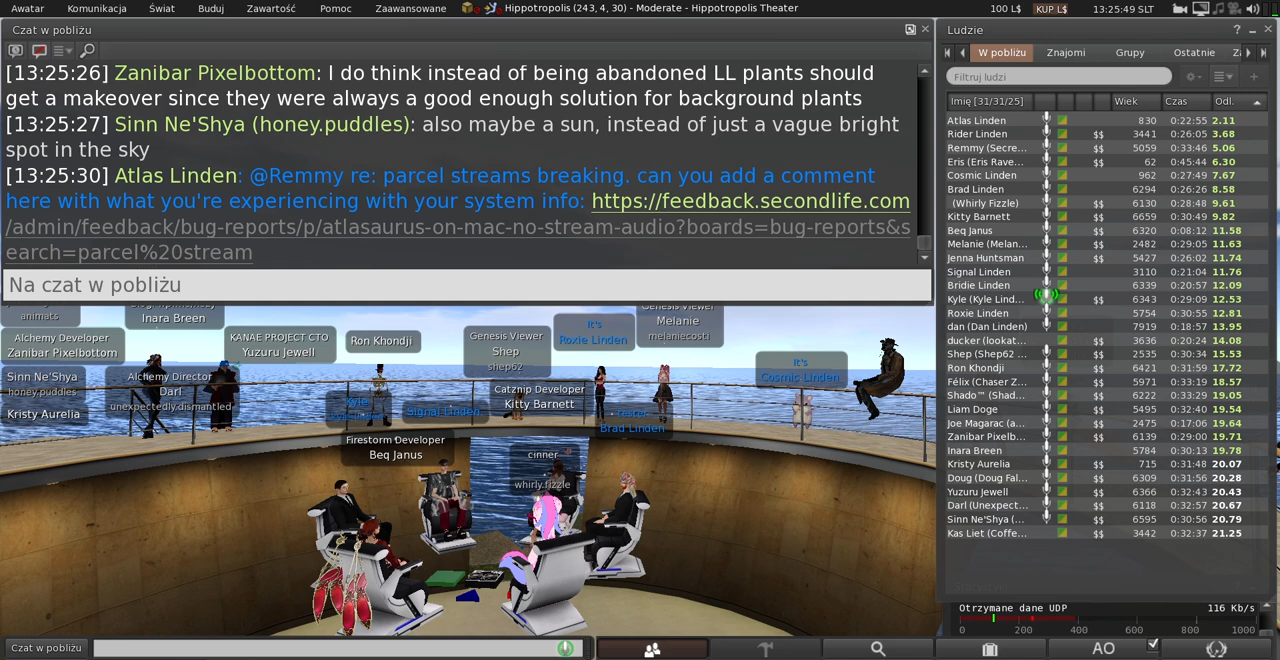 Awatar Komunikacja Świat Buduj Zawartość Pomoc Zaawansowane Hippotropolis (243, 4, 30) - Moderate - Hippotropolis Theater 100 L$ KUP L$ 13:25:49 SLT
Czat w pobliżu
[13:25:26] Zanibar Pixelbottom: I do think instead of being abandoned LL plants should
get a makeover since they were always a good enough solution for background plants
[13:25:27] Sinn Ne'Shya (honey.puddles): also maybe a sun, instead of just a vague bright
spot in the sky
[13:25:30] Atlas Linden: @Remmy re: parcel streams breaking. can you add a comment
here with what you're experiencing with your system info: https://feedback.secondlife.com
/admin/feedback/bug-reports/p/atlasaurus-on-mac-no-stream-audio?boards=bug-reports&s
earch=parcel%20stream
Na czat w pobliżu
animats
Inara Breen
Alchemy Developer
Zanibar Pixelbottom
KANAE PROJECT CTO
Yuzuru Jewell
Ron Khondji
Genesis Viewer
Shep
shep62
It's
Roxie Linden
Genesis Viewer
Melanie
melaniecosti
It's
Cosmic Linden
Sinn Ne'Shya
honey.puddles
Alchemy Director
Darl
unexpectedly.dismantled
Kristy Aurelia
Kyle
Signal Linden
Catznip Developer
Kitty Barnett
Brad Linden
Firestorm Developer
Beq Janus
cinner
whirly.fizzle
Czat w pobliżu
Ludzie
W pobliżu Znajomi Grupy Ostatnie Za
Filtruj ludzi
Imię [31/31/25] Wiek Czas Odl.
Atlas Linden 830 0:22:55 2.11
Rider Linden $$ 3441 0:26:05 3.68
Remmy (Secre... $$ 5059 0:33:46 5.06
Eris (Eris Rave... $$ 62 0:45:44 6.30
Cosmic Linden 962 0:27:49 7.67
Brad Linden 6294 0:26:26 8.58
(Whirly Fizzle) $$ 6130 0:28:48 9.61
Kitty Barnett $$ 6659 0:30:49 9.82
Beq Janus $$ 6320 0:08:12 11.58
Melanie (Melan... $$ 2482 0:29:05 11.63
Jenna Huntsman $$ 5427 0:26:02 11.74
Signal Linden 3110 0:21:04 11.76
Bridie Linden 6339 0:20:57 12.09
Kyle (Kyle Lind... $$ 6343 0:29:09 12.53
Roxie Linden 5754 0:30:55 12.81
dan (Dan Linden) 7919 0:18:57 13.95
ducker (lookat... $$ 3636 0:20:24 14.08
Shep (Shep62 ... $$ 2535 0:30:34 15.53
Ron Khondji $$ 6421 0:31:59 17.72
Félix (Chaser Z... $$ 5971 0:33:19 18.57
Shado™ (Shad... $$ 6222 0:33:29 19.05
Liam Doge $$ 5495 0:32:40 19.54
Joe Magarac (a... $$ 2475 0:17:06 19.64
Zanibar Pixelb... $$ 6139 0:29:00 19.71
Inara Breen 5784 0:30:13 19.78
Kristy Aurelia $$ 715 0:31:48 20.07
Doug (Doug Fal... $$ 6309 0:31:56 20.28
Yuzuru Jewell $$ 6366 0:32:43 20.43
Darl (Unexpect... $$ 6118 0:32:57 20.67
Sinn Ne'Shya (... $$ 6595 0:30:56 20.79
Kas Liet (Coffe... $$ 3442 0:32:37 21.25
Otrzymane dane UDP 116 Kb/s
0 200 400 600 800 1000
AO